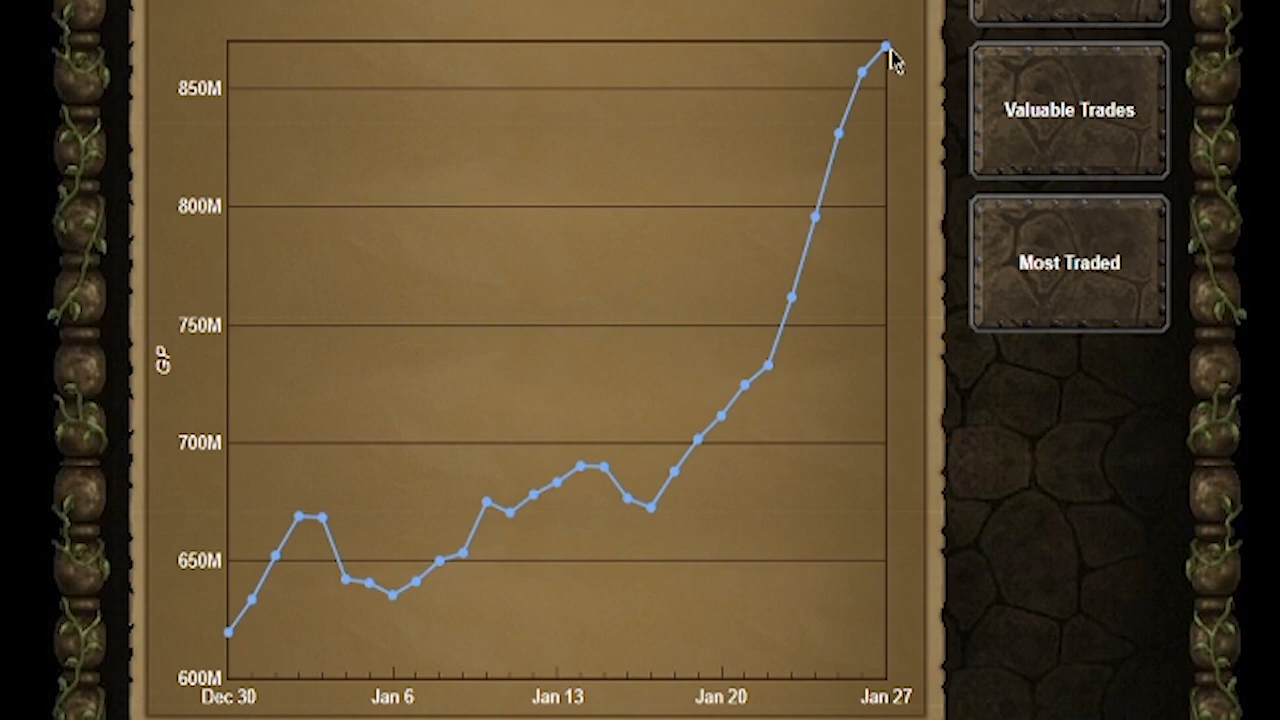 850M
Valuable Trades
800M
Most Traded
750M
GP
700M
650M
600M
Dec 30 Jan 6 Jan 13 Jan 20 Jan 27